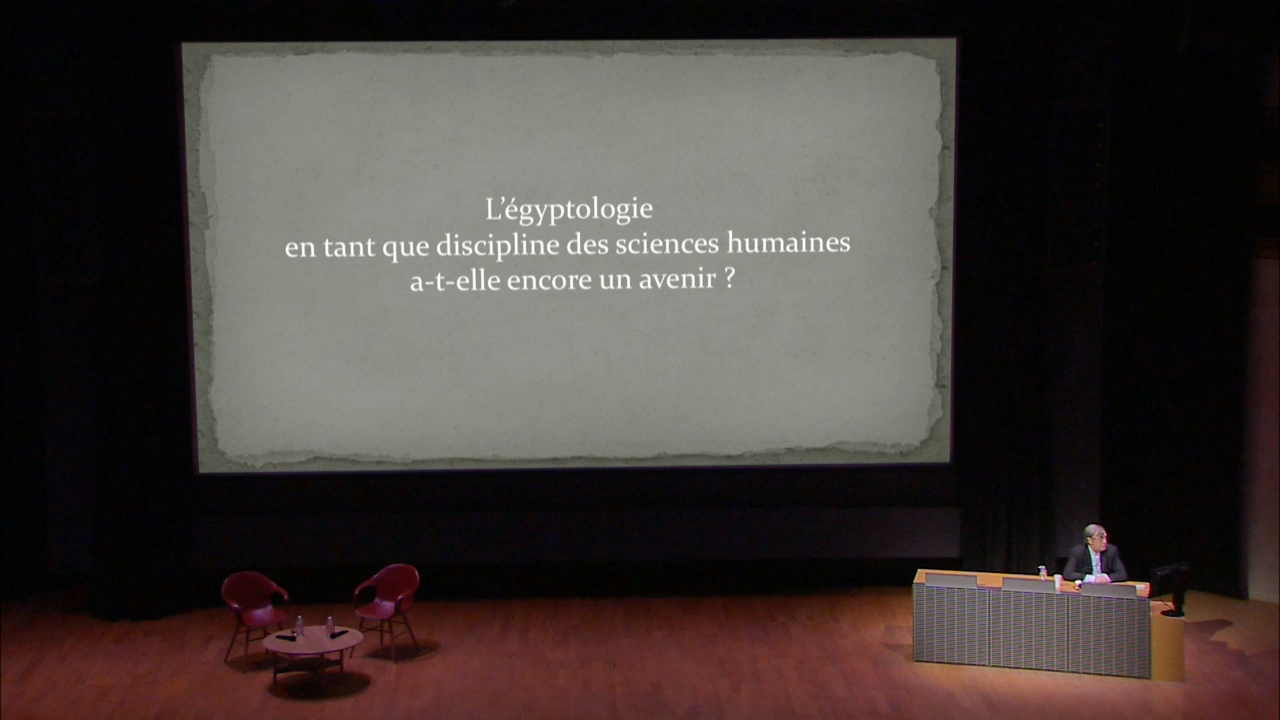 L’égyptologie
en tant que discipline des sciences humaines
a-t-elle encore un avenir ?